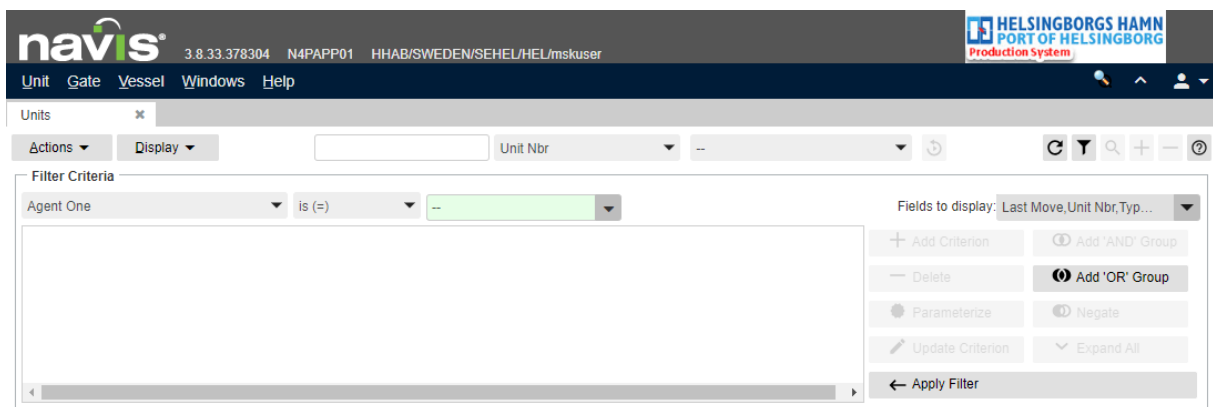 navis® 3.8.33.378304 N4PAPP01 HHAB/SWEDEN/SEHEL/HEL/mskuser
HELSINGBORGS HAMN
PORT OF HELSINGBORG
Production System
Unit Gate Vessel Windows Help
Units
Actions Display Unit Nbr --
Filter Criteria
Agent One is (=) -- Fields to display: Last Move,Unit Nbr,Typ...
Add Criterion Add 'AND' Group
Delete Add 'OR' Group
Parameterize Negate
Update Criterion Expand All
Apply Filter